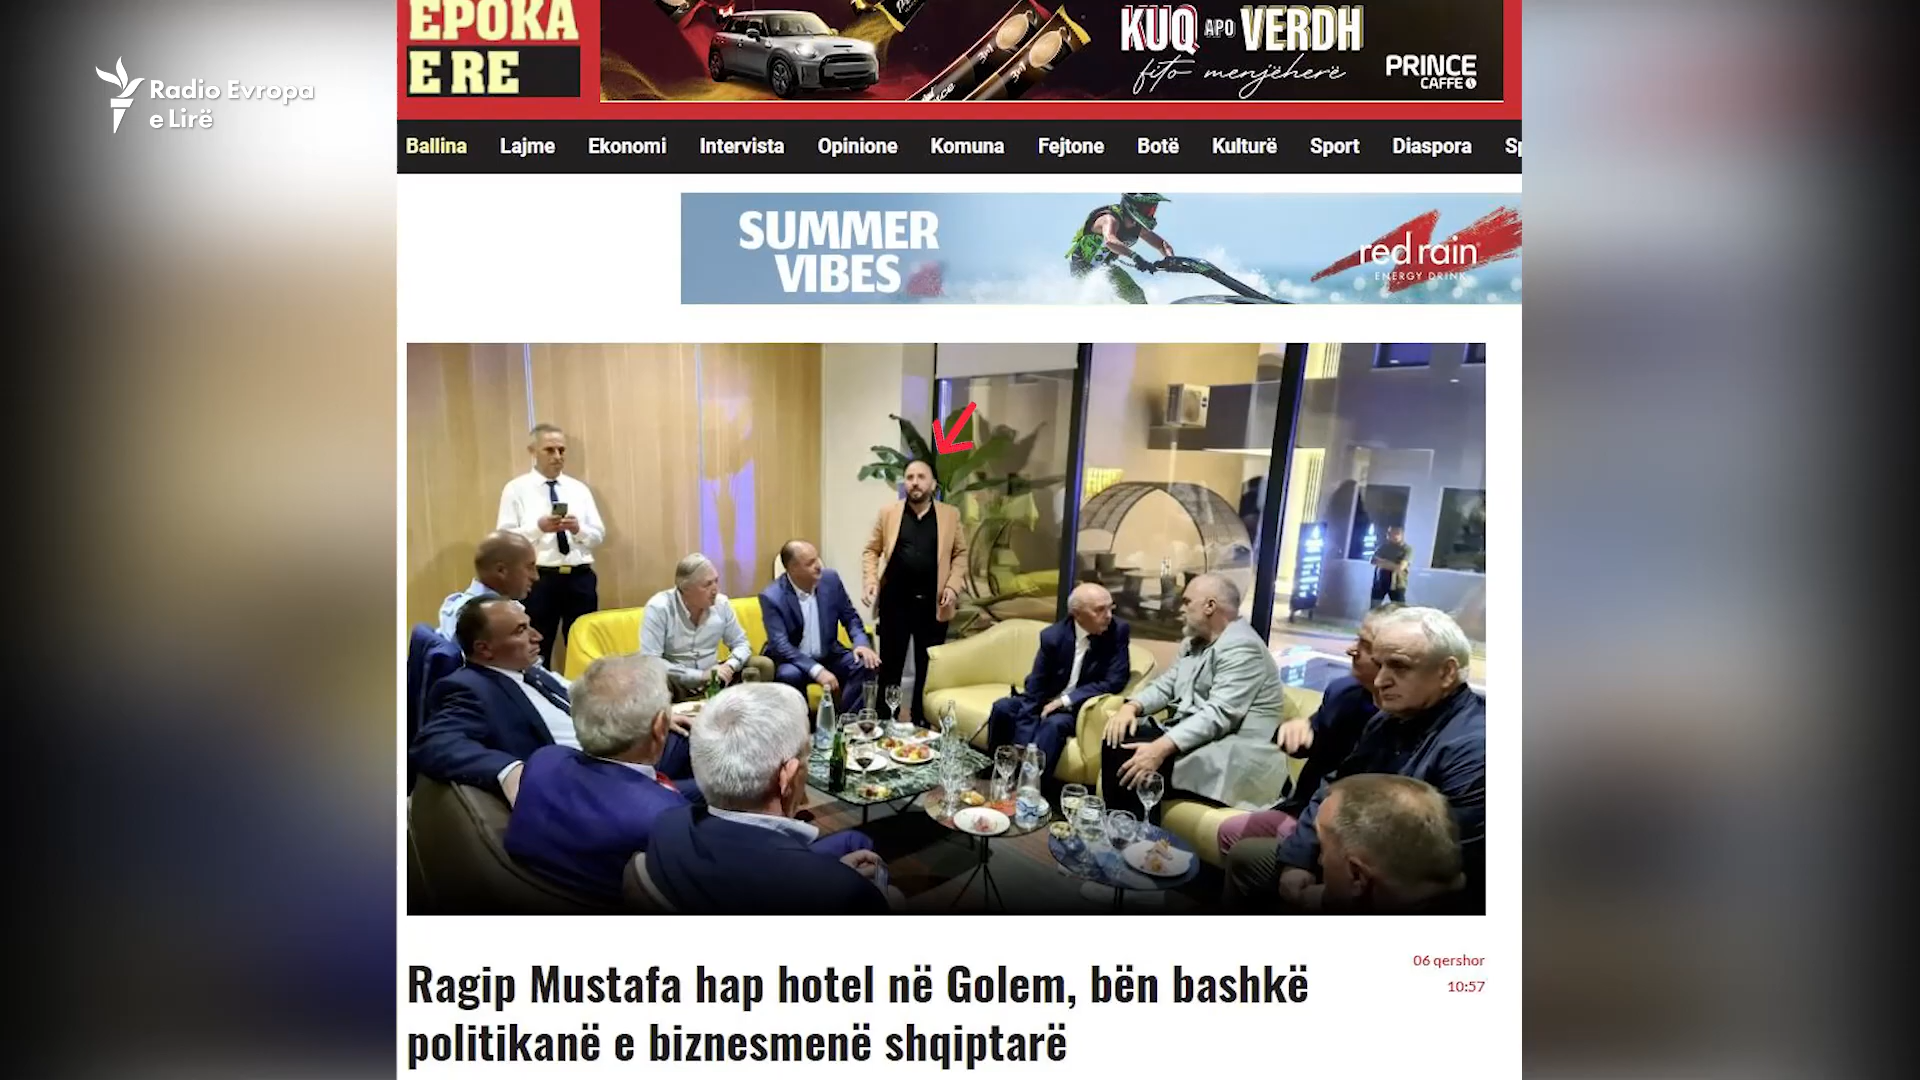 Radio Evropa
e Lirë
EPOKA
E RE
KUQ APO VERDH
fito menjëherë
PRINCE
CAFFE
3in1
3in1
Ballina Lajme Ekonomi Intervista Opinione Komuna Fejtone Botë Kulturë Sport Diaspora
SUMMER
VIBES
red rain
ENERGY DRINK
Ragip Mustafa hap hotel në Golem, bën bashkë
politikanë e biznesmenë shqiptarë
06 qershor
10:57